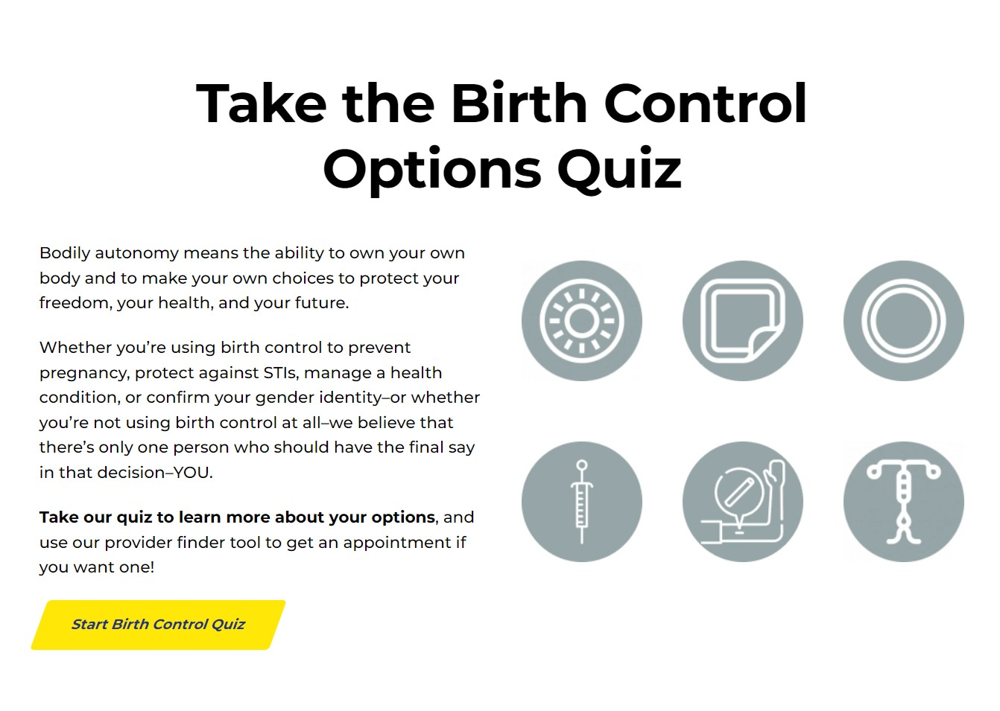 Take the Birth Control
Options Quiz
Bodily autonomy means the ability to own your own
body and to make your own choices to protect your
freedom, your health, and your future.
Whether you’re using birth control to prevent
pregnancy, protect against STIs, manage a health
condition, or confirm your gender identity–or whether
you’re not using birth control at all–we believe that
there’s only one person who should have the final say
in that decision–YOU.
Take our quiz to learn more about your options, and
use our provider finder tool to get an appointment if
you want one!
Start Birth Control Quiz